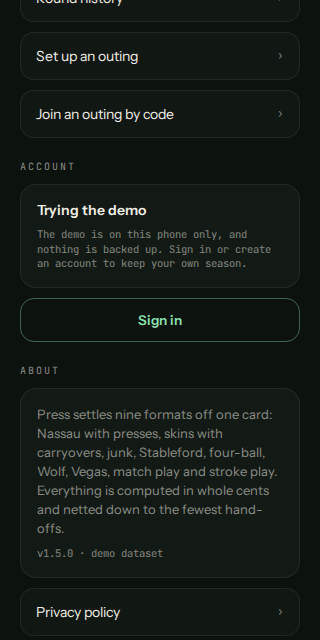 Round history
Set up an outing
Join an outing by code
ACCOUNT
Trying the demo
The demo is on this phone only, and
nothing is backed up. Sign in or create
an account to keep your own season.
Sign in
ABOUT
Press settles nine formats off one card:
Nassau with presses, skins with
carryovers, junk, Stableford, four-ball,
Wolf, Vegas, match play and stroke play.
Everything is computed in whole cents
and netted down to the fewest hand-
offs.
v1.5.0 · demo dataset
Privacy policy